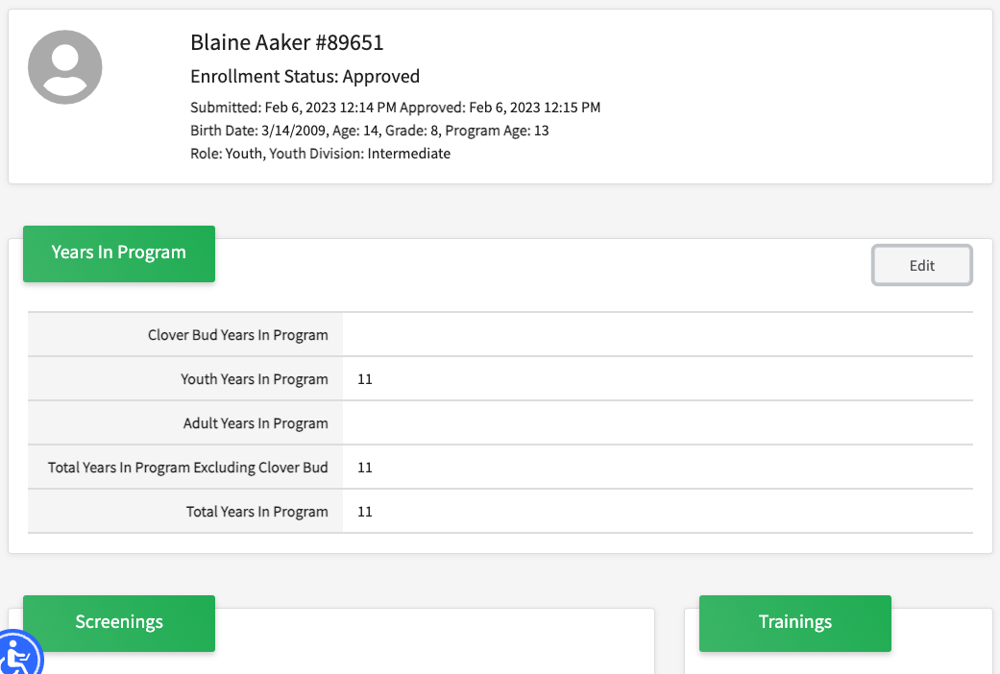 Blaine Aaker #89651
Enrollment Status: Approved
Submitted: Feb 6, 2023 12:14 PM Approved: Feb 6, 2023 12:15 PM
Birth Date: 3/14/2009, Age: 14, Grade: 8, Program Age: 13
Role: Youth, Youth Division: Intermediate
Years In Program
Edit
Clover Bud Years In Program
Youth Years In Program 11
Adult Years In Program
Total Years In Program Excluding Clover Bud 11
Total Years In Program 11
Screenings
Trainings